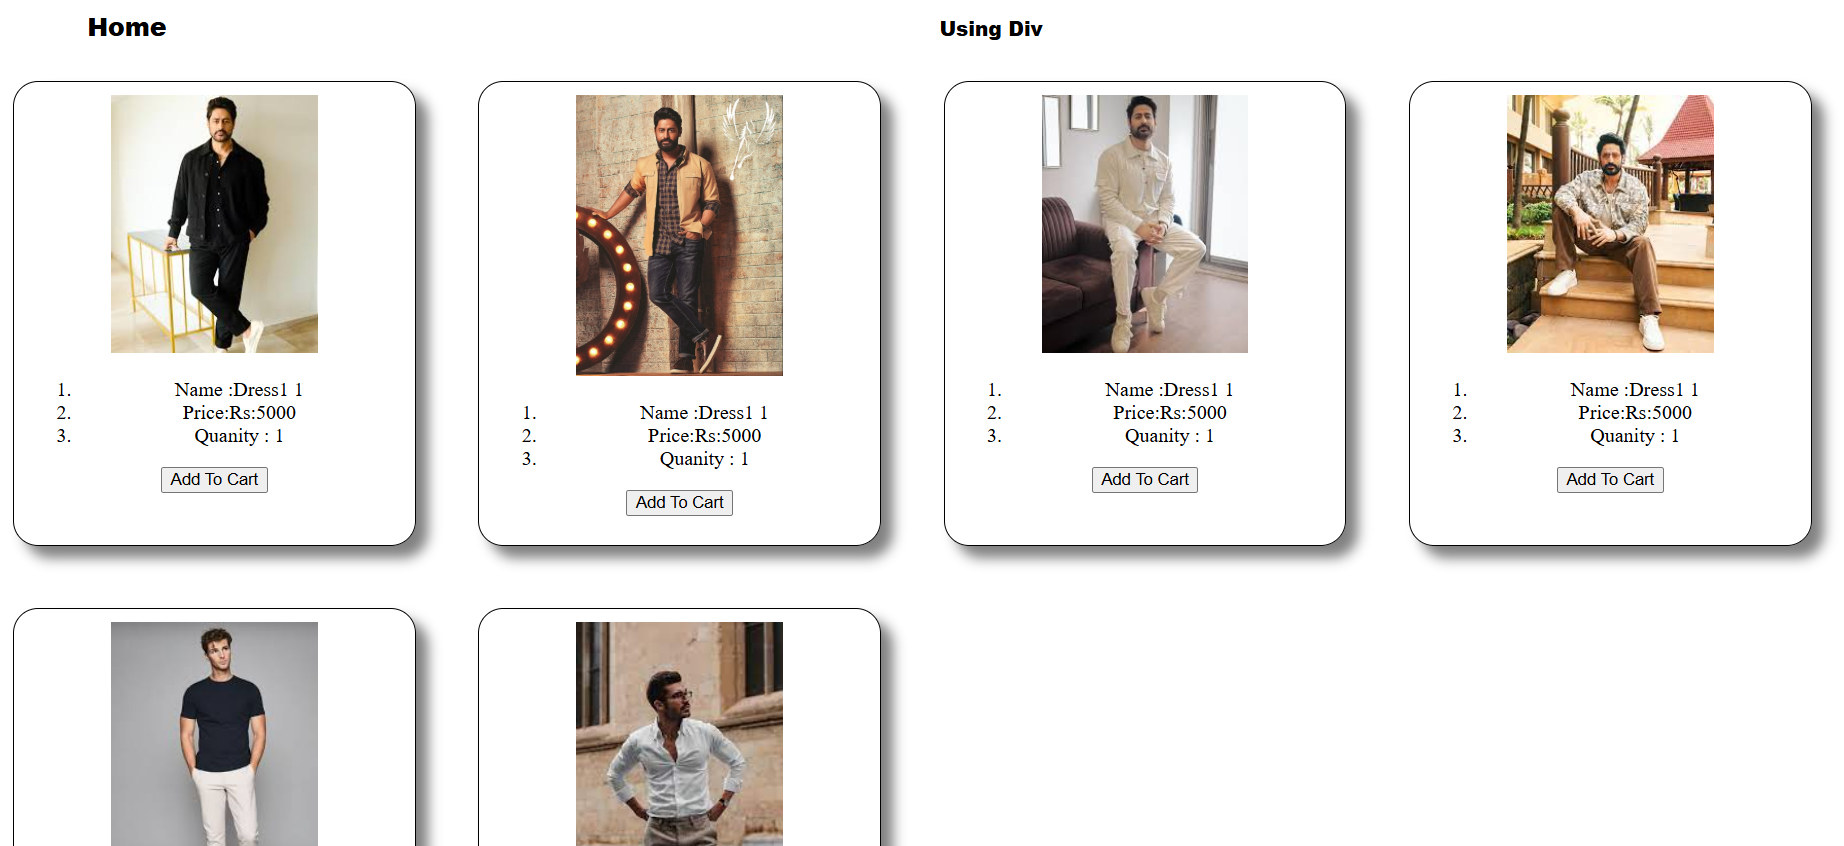 Home
Using Div
1. Name :Dress1 1
2. Price:Rs:5000
3. Quanity : 1
Add To Cart
1. Name :Dress1 1
2. Price:Rs:5000
3. Quanity : 1
Add To Cart
1. Name :Dress1 1
2. Price:Rs:5000
3. Quanity : 1
Add To Cart
1. Name :Dress1 1
2. Price:Rs:5000
3. Quanity : 1
Add To Cart